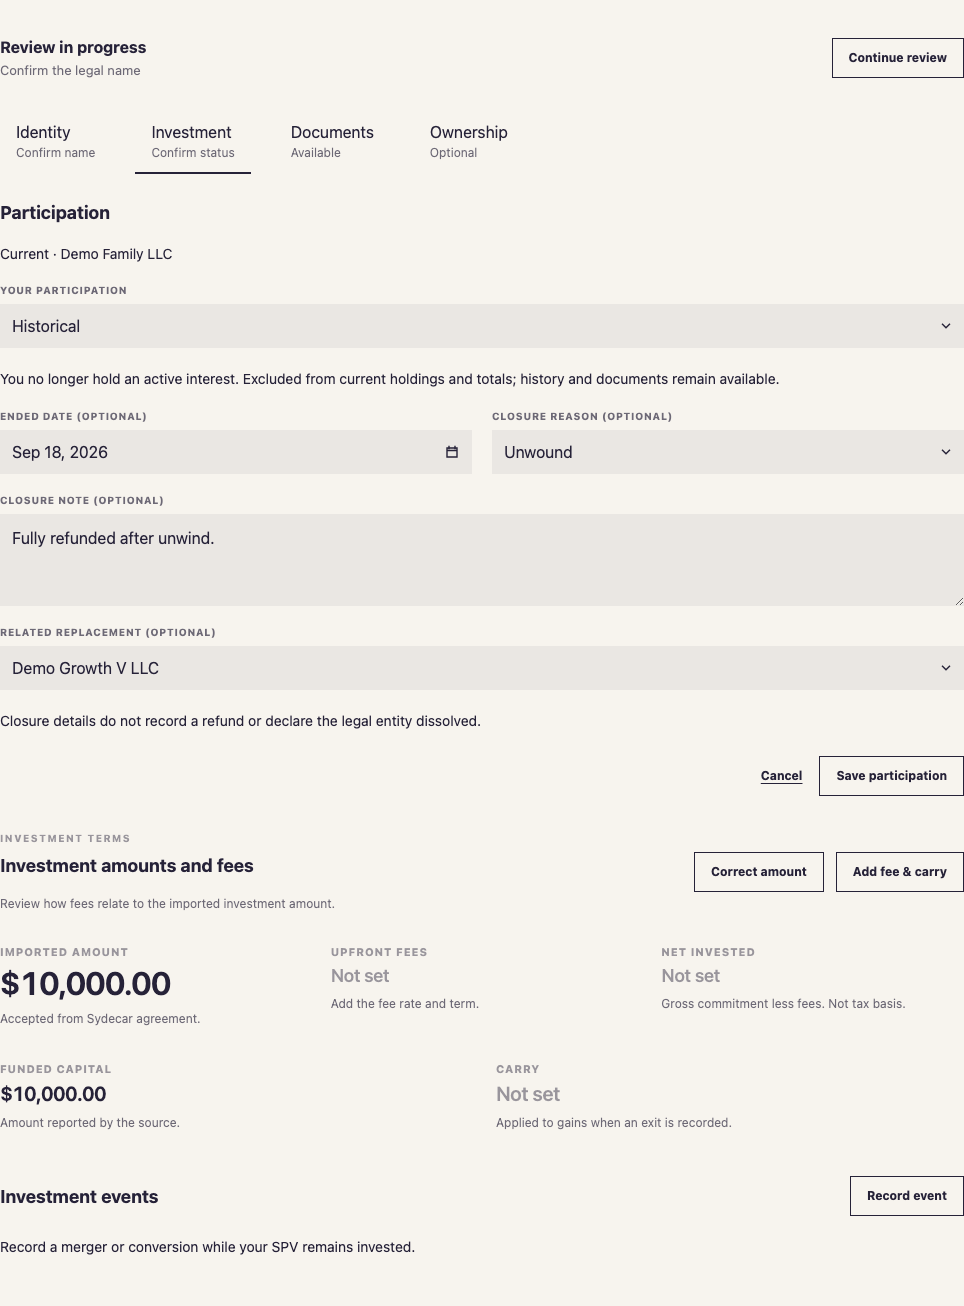 Review in progress
Confirm the legal name
Continue review
Identity
Confirm name
Investment
Confirm status
Documents
Available
Ownership
Optional
Participation
Current · Demo Family LLC
YOUR PARTICIPATION
Historical
You no longer hold an active interest. Excluded from current holdings and totals; history and documents remain available.
ENDED DATE (OPTIONAL)
Sep 18, 2026
CLOSURE REASON (OPTIONAL)
Unwound
CLOSURE NOTE (OPTIONAL)
Fully refunded after unwind.
RELATED REPLACEMENT (OPTIONAL)
Demo Growth V LLC
Closure details do not record a refund or declare the legal entity dissolved.
Cancel
Save participation
INVESTMENT TERMS
Investment amounts and fees
Review how fees relate to the imported investment amount.
Correct amount
Add fee & carry
IMPORTED AMOUNT
$10,000.00
Accepted from Sydecar agreement.
UPFRONT FEES
Not set
Add the fee rate and term.
NET INVESTED
Not set
Gross commitment less fees. Not tax basis.
FUNDED CAPITAL
$10,000.00
Amount reported by the source.
CARRY
Not set
Applied to gains when an exit is recorded.
Investment events
Record event
Record a merger or conversion while your SPV remains invested.